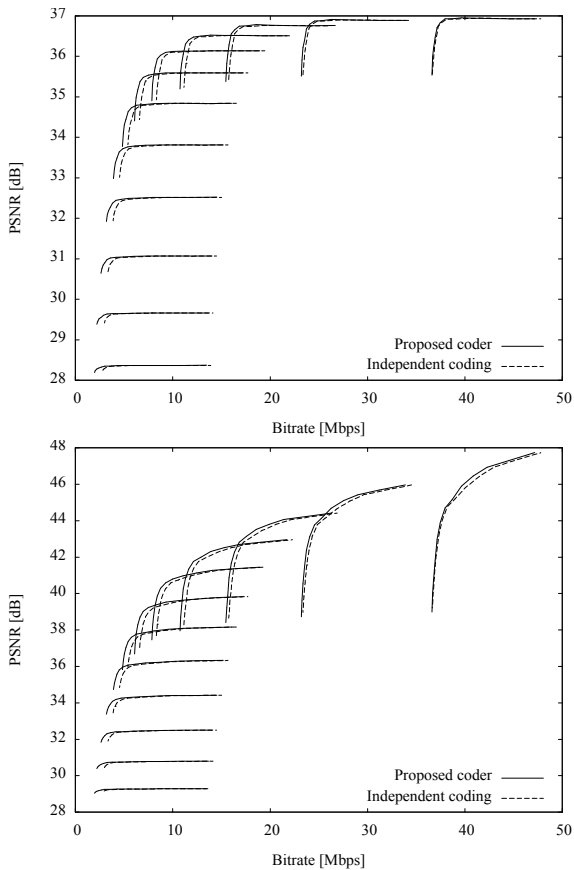 37
36
35
34
33
32
31
30
29
28
PSNR [dB]
Proposed coder
Independent coding
0 10 20 30 40 50
Bitrate [Mbps]
48
46
44
42
40
38
36
34
32
30
28
PSNR [dB]
Proposed coder
Independent coding
0 10 20 30 40 50
Bitrate [Mbps]